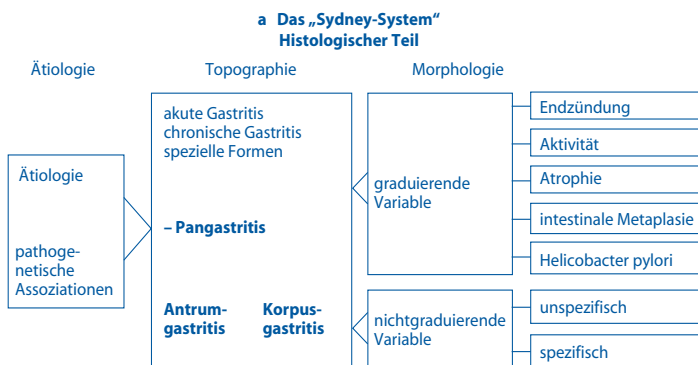 a Das „Sydney-System“
Histologischer Teil
Ätiologie
Topographie
Morphologie
Ätiologie
pathoge-
netische
Assoziationen
akute Gastritis
chronische Gastritis
spezielle Formen
– Pangastritis
Antrum-
gastritis
Korpus-
gastritis
graduierende
Variable
nichtgraduierende
Variable
Endzündung
Aktivität
Atrophie
intestinale Metaplasie
Helicobacter pylori
unspezifisch
spezifisch